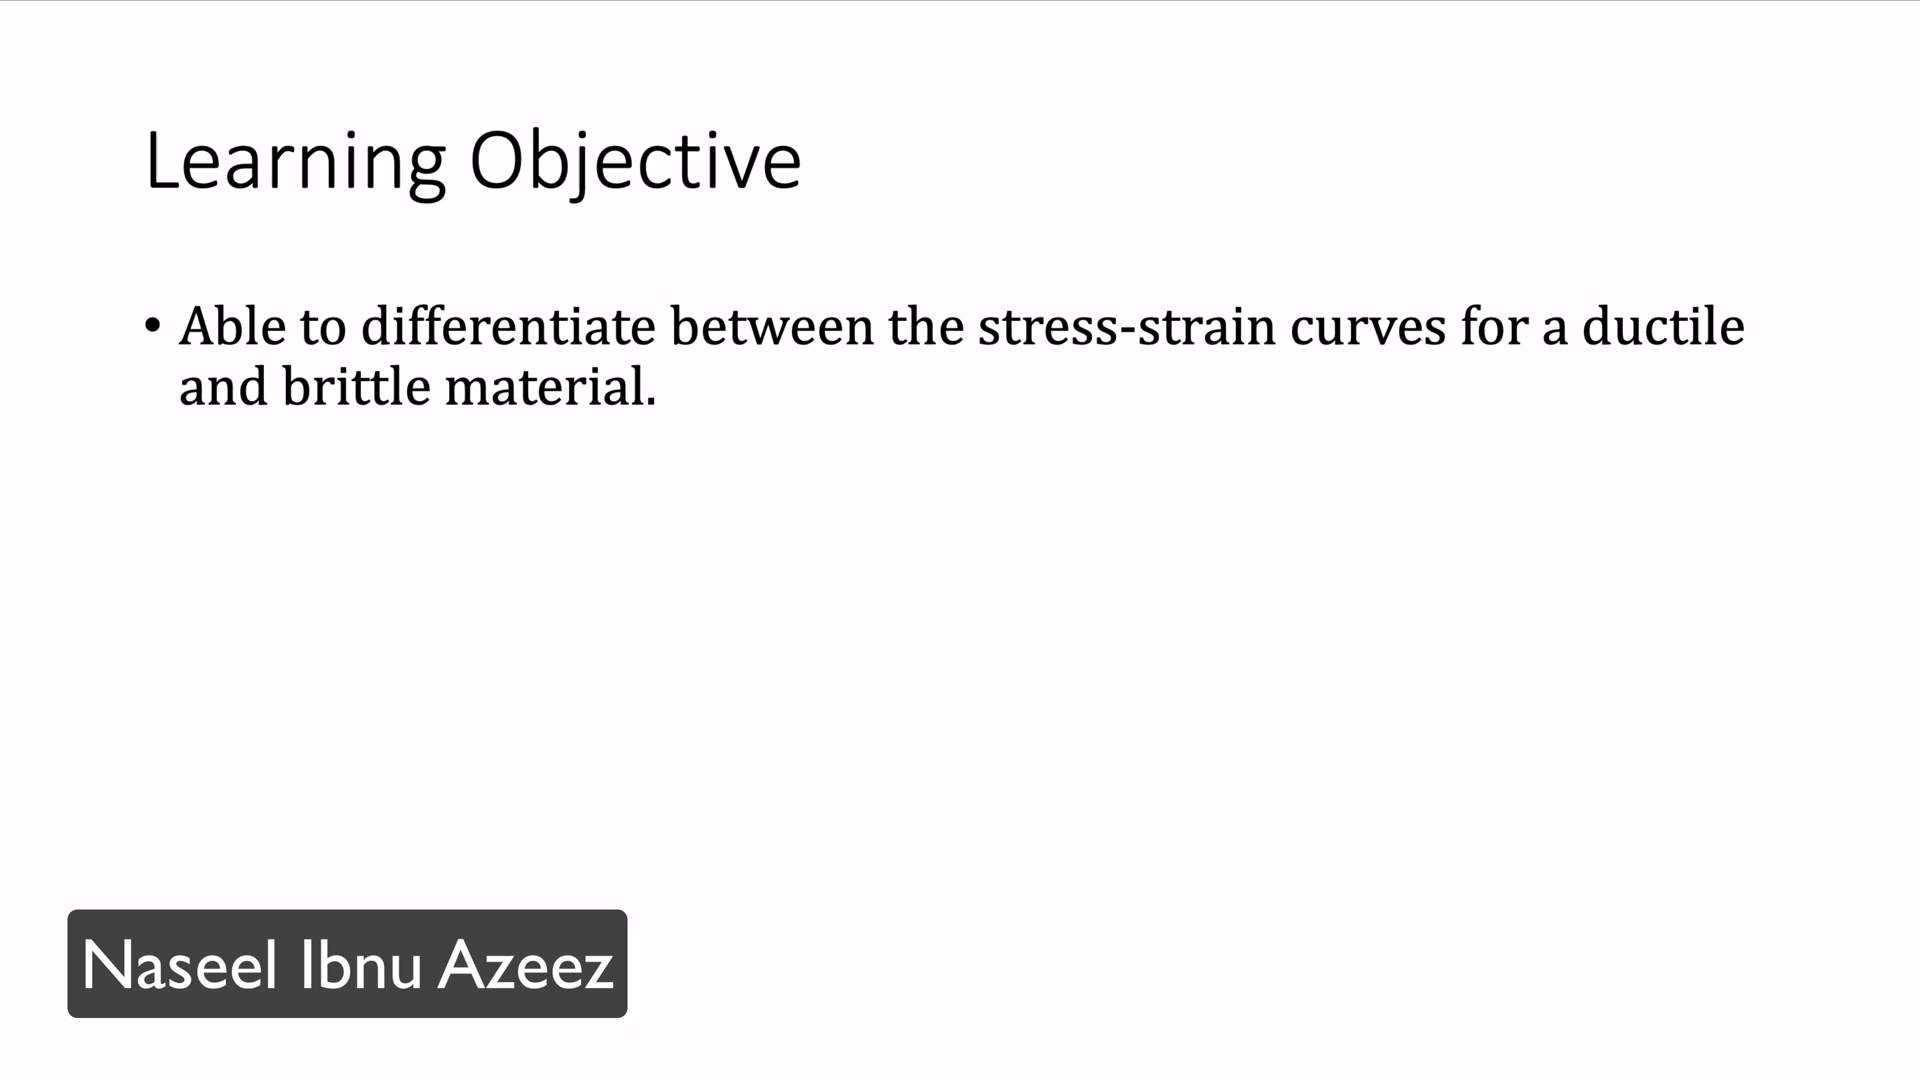 Learning Objective
• Able to differentiate between the stress-strain curves for a ductile
and brittle material.
Naseel Ibnu Azeez